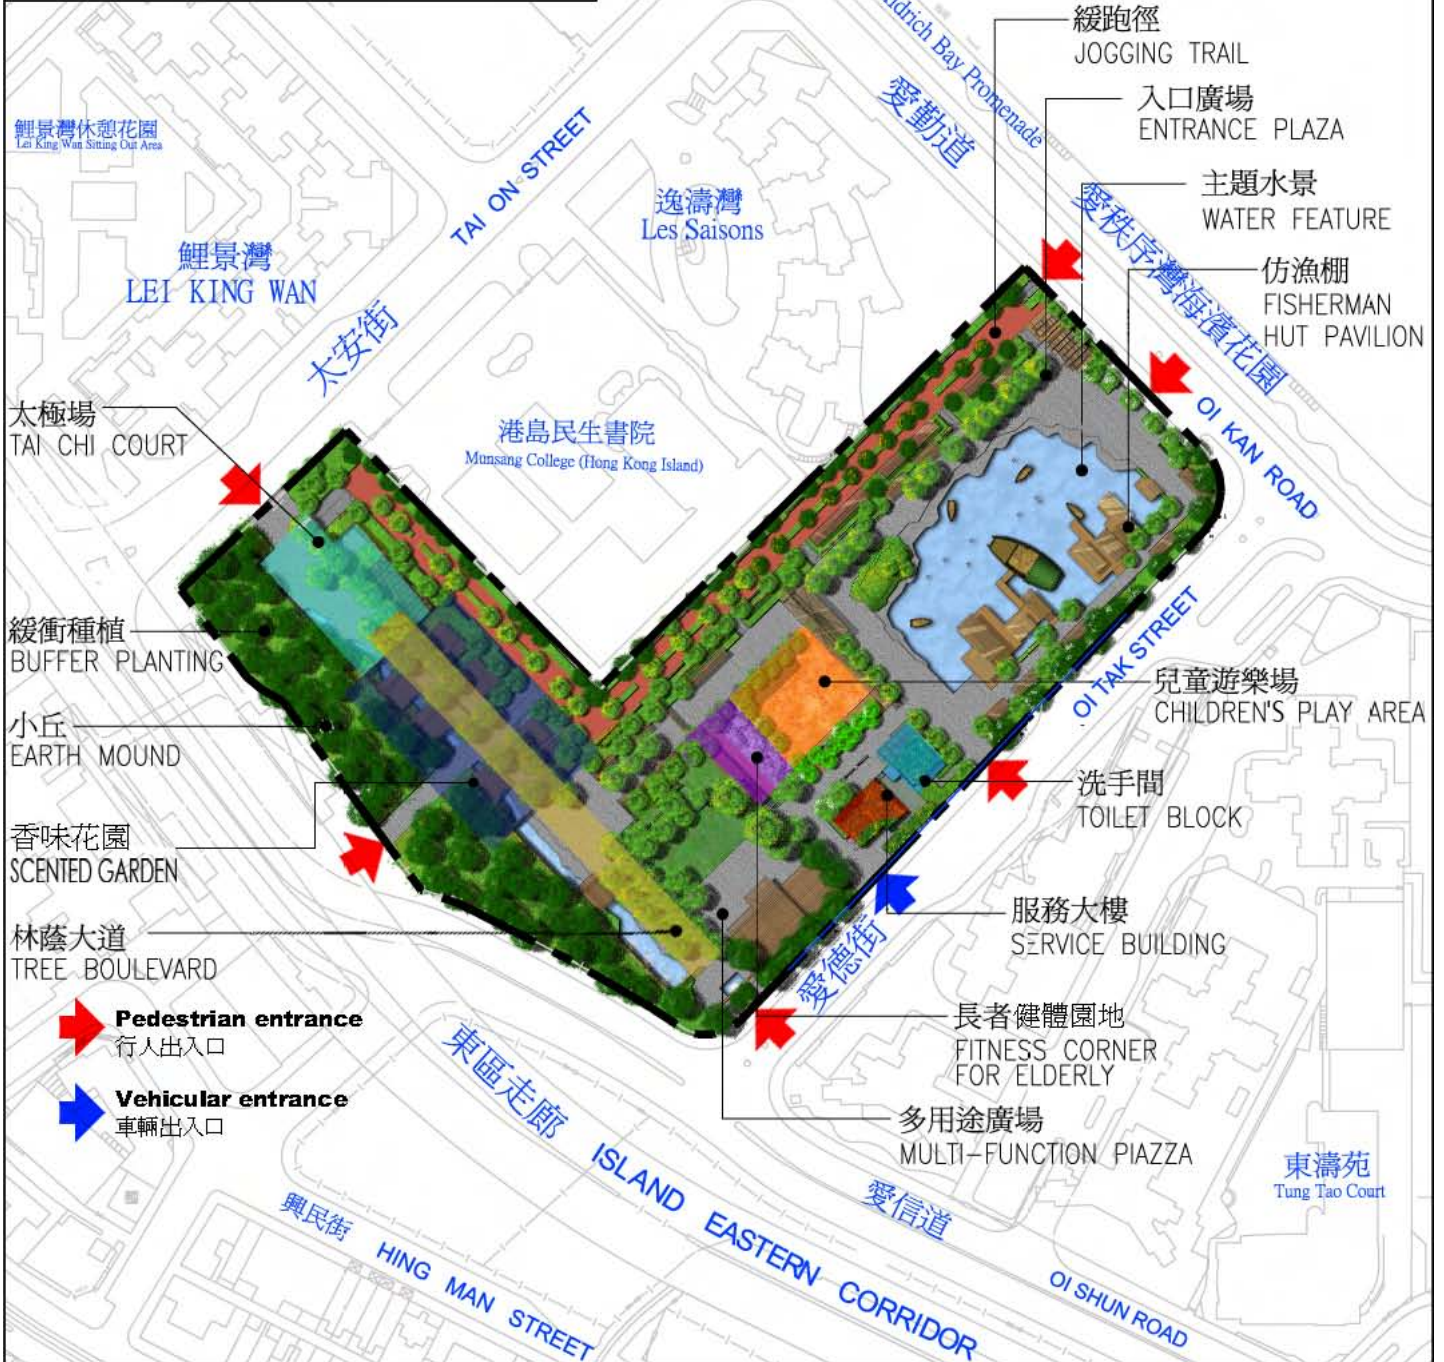 緩跑徑
JOGGING TRAIL
入口廣場
ENTRANCE PLAZA
主題水景
WATER FEATURE
仿漁棚
FISHERMAN
HUT PAVILION
Bay Promenade
愛勤道
愛秩序灣海濱花園
OI KAN ROAD
鯉景灣休憩花園
Lei King Wan Sitting Out Area
鯉景灣
LEI KING WAN
TAI ON STREET
太安街
逸濤灣
Les Saisons
港島民生書院
Munsang College (Hong Kong Island)
太極場
TAI CHI COURT
緩衝種植
BUFFER PLANTING
小丘
EARTH MOUND
香味花園
SCENTED GARDEN
林蔭大道
TREE BOULEVARD
OI TAK STREET
兒童遊樂場
CHILDREN'S PLAY AREA
洗手間
TOILET BLOCK
服務大樓
SERVICE BUILDING
愛德街
長者健體園地
FITNESS CORNER
FOR ELDERLY
多用途廣場
MULTI-FUNCTION PIAZZA
Pedestrian entrance
行人出入口
Vehicular entrance
車輛出入口
東區走廊
ISLAND EASTERN CORRIDOR
愛信道
OI SHUN ROAD
興民街
HING MAN STREET
東濤苑
Tung Tao Court